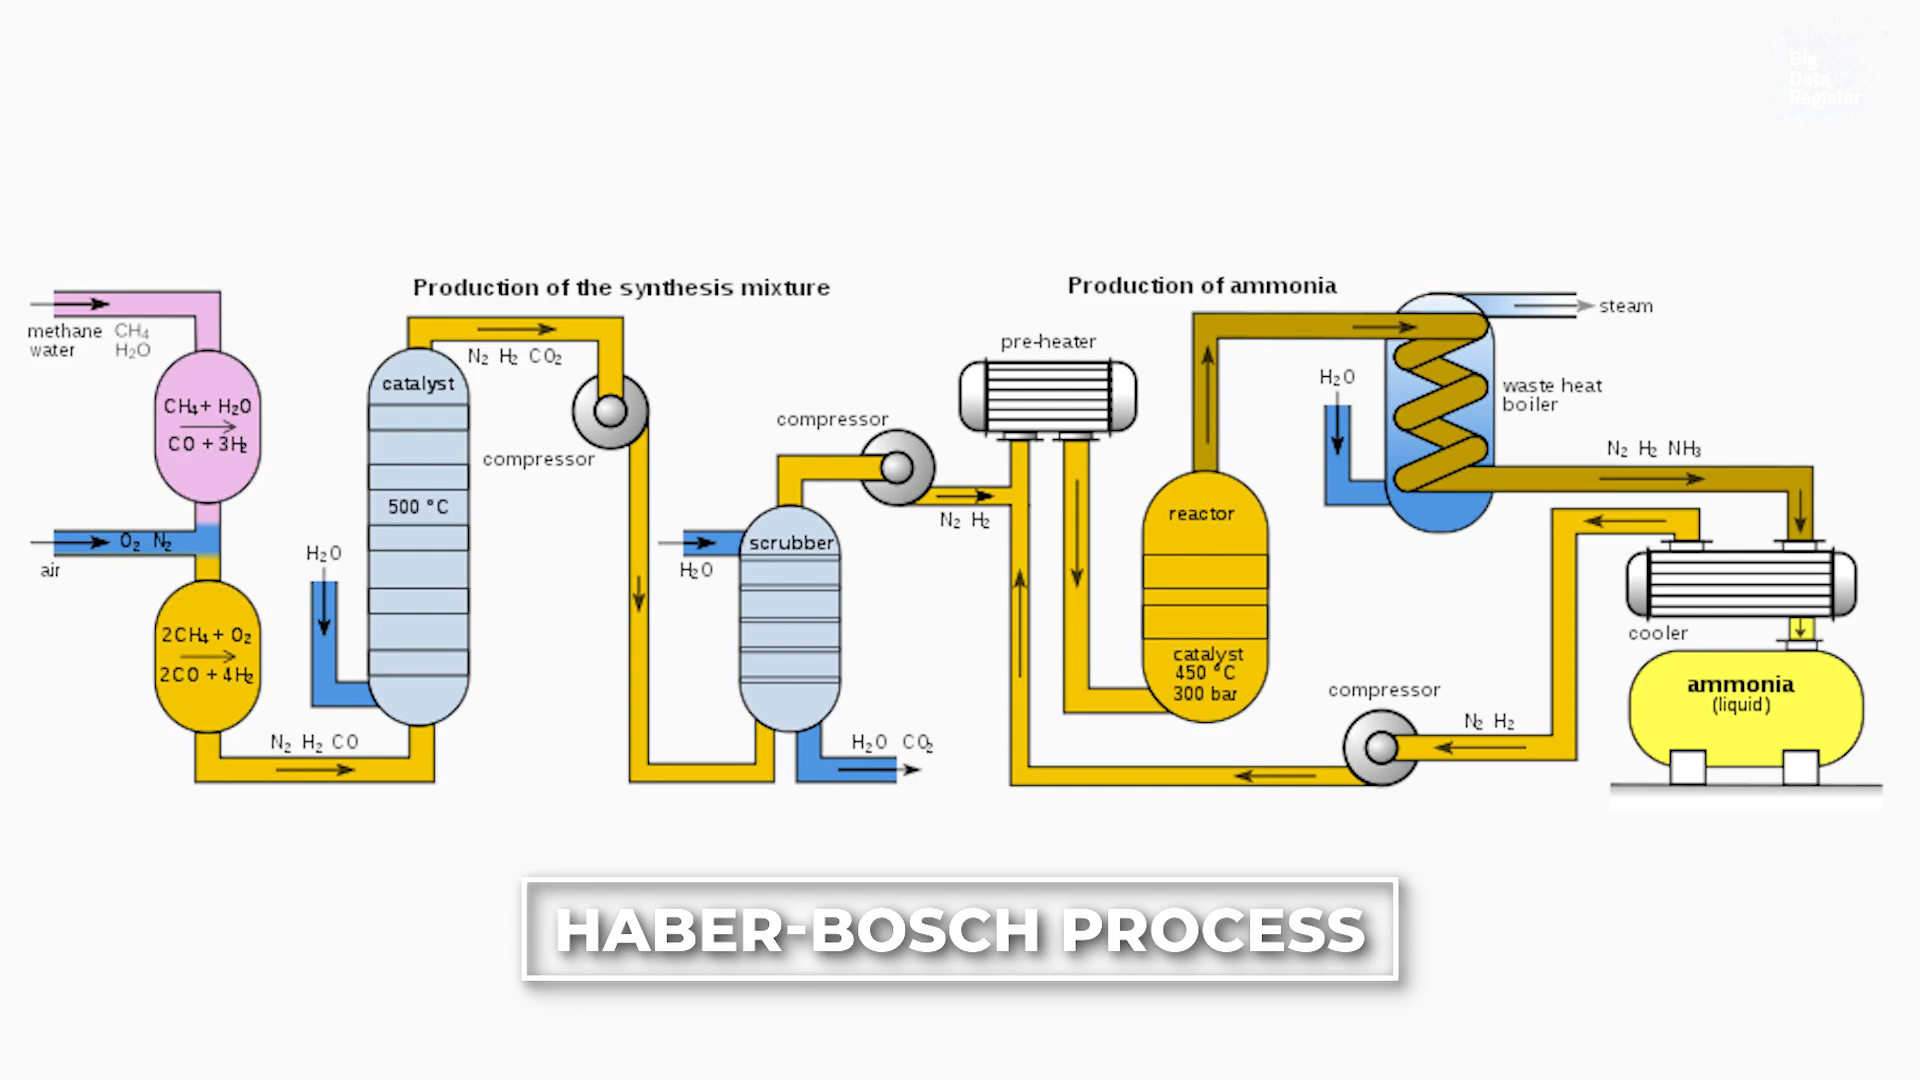 Big
Data
Register
Production of the synthesis mixture
Production of ammonia
methane CH₄
water H₂O
CH₄ + H₂O
CO + 3H₂
O₂ N₂
air
2CH₄ + O₂
2CO + 4H₂
N₂ H₂ CO
H₂O
catalyst
500 °C
N₂ H₂ CO₂
compressor
H₂O
scrubber
H₂O CO₂
compressor
N₂ H₂
pre-heater
reactor
catalyst
450 °C
300 bar
H₂O
steam
waste heat
boiler
N₂ H₂ NH₃
cooler
ammonia
(liquid)
N₂ H₂
compressor
HABER-BOSCH PROCESS